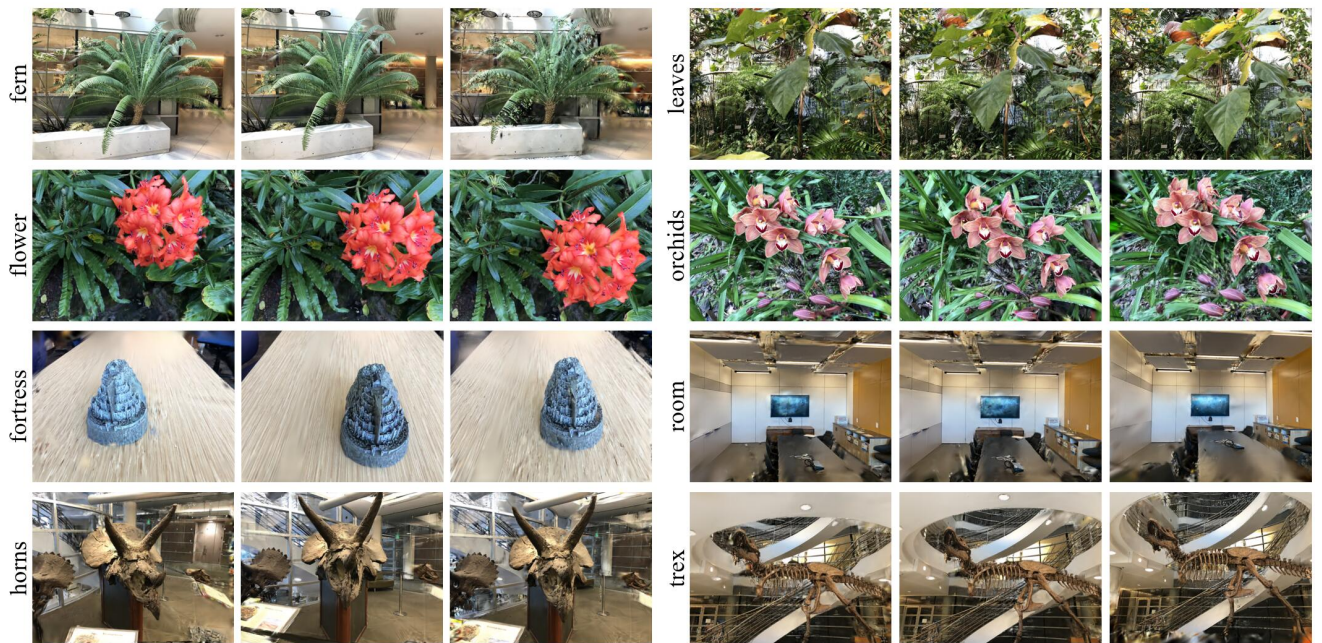 fern
flower
fortress
horns
leaves
orchids
room
trex